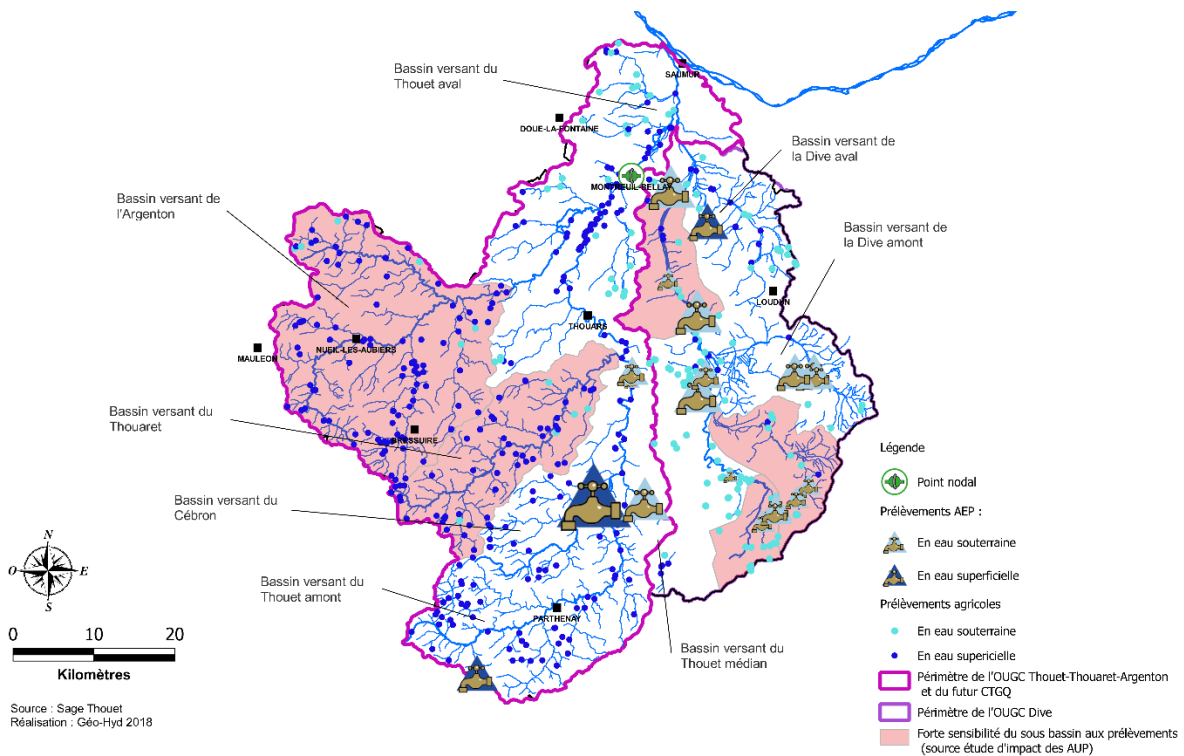 Bassin versant du
Thouet aval
SAUMUR
DOUE-LA-FONTAINE
Bassin versant de
la Dive aval
MONTREUIL-BELLAY
Bassin versant de
l'Argenton
Bassin versant de
la Dive amont
LOUDUN
THOUARS
NUEIL-LES-AUBIERS
MAULEON
Bassin versant du
Thouaret
BRESSUIRE
Bassin versant du
Cébron
Bassin versant du
Thouet amont
PARTHENAY
Bassin versant du
Thouet médian
N
O E
S
0 10 20
Kilomètres
Source : Sage Thouet
Réalisation : Géo-Hyd 2018
Légende
Point nodal
Prélèvements AEP :
En eau souterraine
En eau superficielle
Prélèvements agricoles
En eau souterraine
En eau supericielle
Périmètre de l'OUGC Thouet-Thouaret-Argenton
et du futur CTGQ
Périmètre de l'OUGC Dive
Forte sensibilité du sous bassin aux prélèvements
(source étude d'impact des AUP)